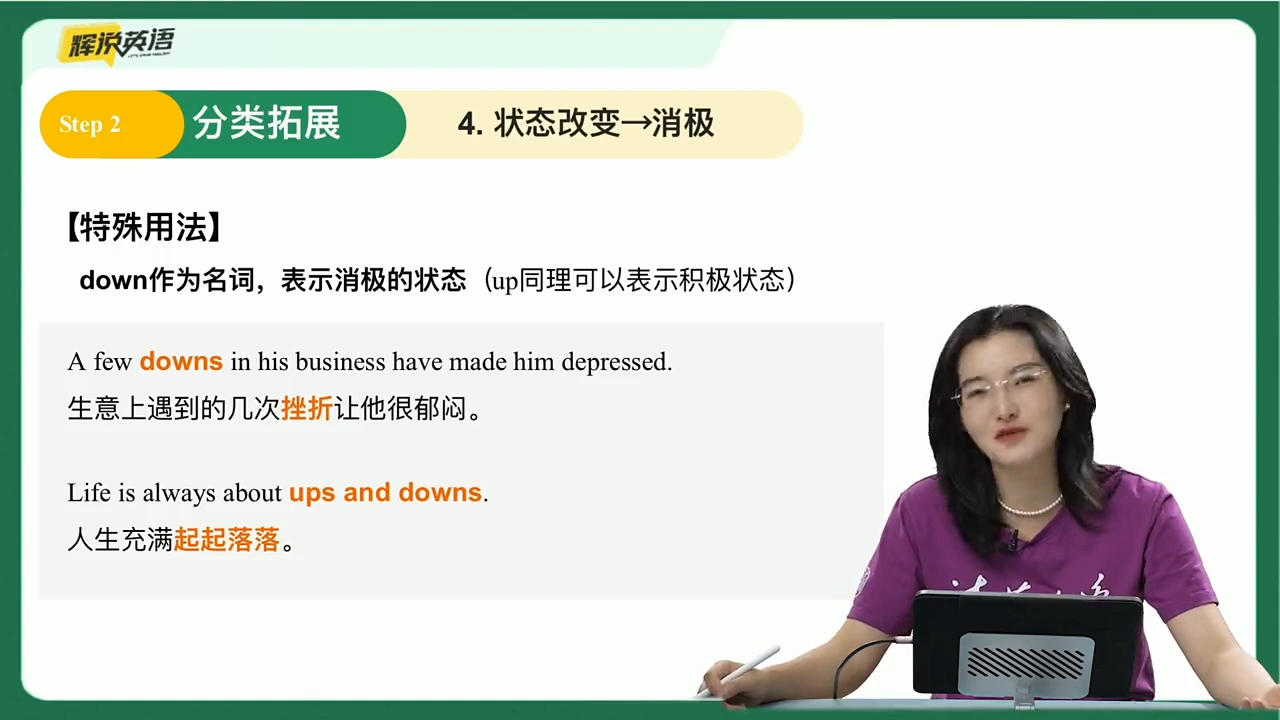 辉说英语
Step 2
分类拓展
4. 状态改变→消极
【特殊用法】
down作为名词，表示消极的状态（up同理可以表示积极状态）
A few downs in his business have made him depressed.
生意上遇到的几次挫折让他很郁闷。
Life is always about ups and downs.
人生充满起起落落。